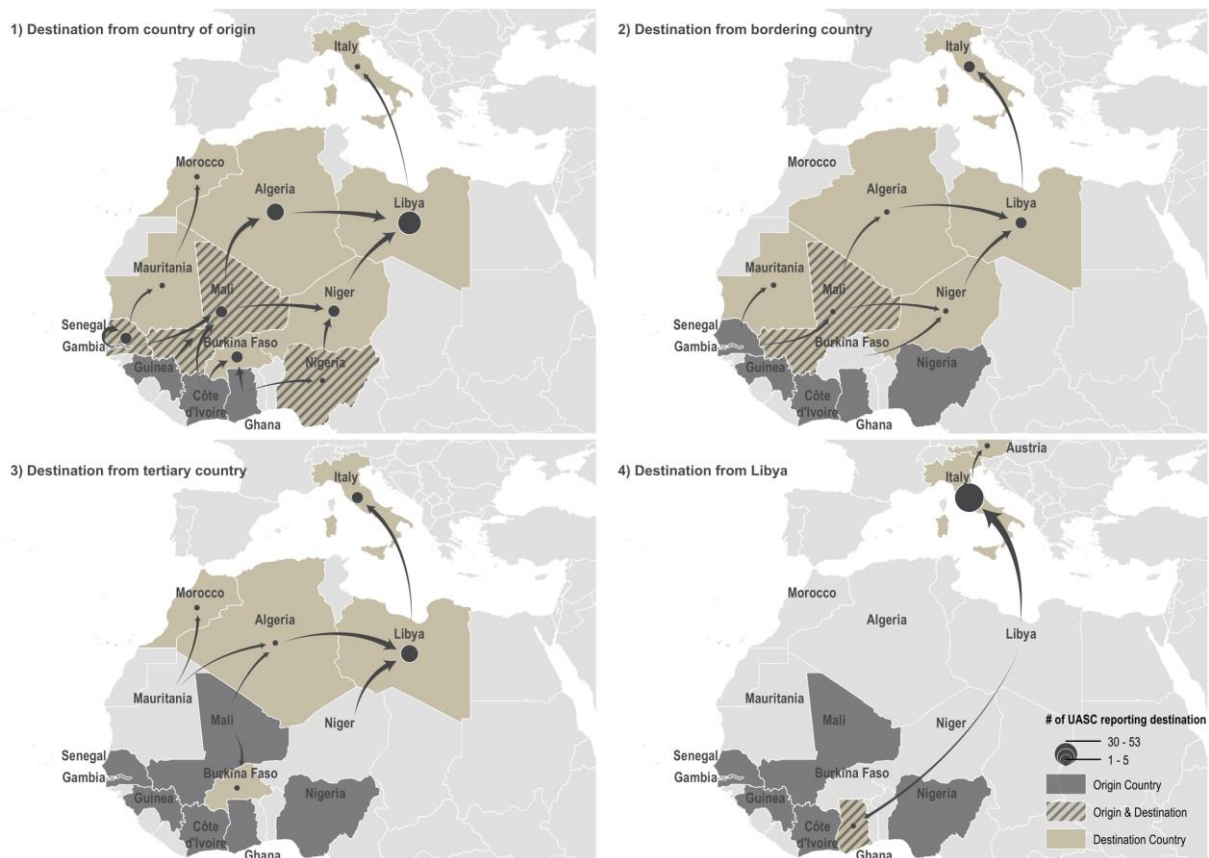 1) Destination from country of origin
Italy
Morocco
Algeria
Libya
Mauritania
Mali
Niger
Senegal
Gambia
Burkina Faso
Guinea
Nigeria
Côte
d'Ivoire
Ghana
2) Destination from bordering country
Italy
Morocco
Algeria
Libya
Mauritania
Mali
Niger
Senegal
Gambia
Burkina Faso
Guinea
Nigeria
Côte
d'Ivoire
Ghana
3) Destination from tertiary country
Italy
Morocco
Algeria
Libya
Mauritania
Mali
Niger
Senegal
Gambia
Burkina Faso
Guinea
Nigeria
Côte
d'Ivoire
Ghana
4) Destination from Libya
Austria
Italy
Morocco
Algeria
Libya
Mauritania
Mali
Niger
Senegal
Gambia
Burkina Faso
Guinea
Nigeria
Côte
d'Ivoire
Ghana
# of UASC reporting destination
30 - 53
1 - 5
Origin Country
Origin & Destination
Destination Country